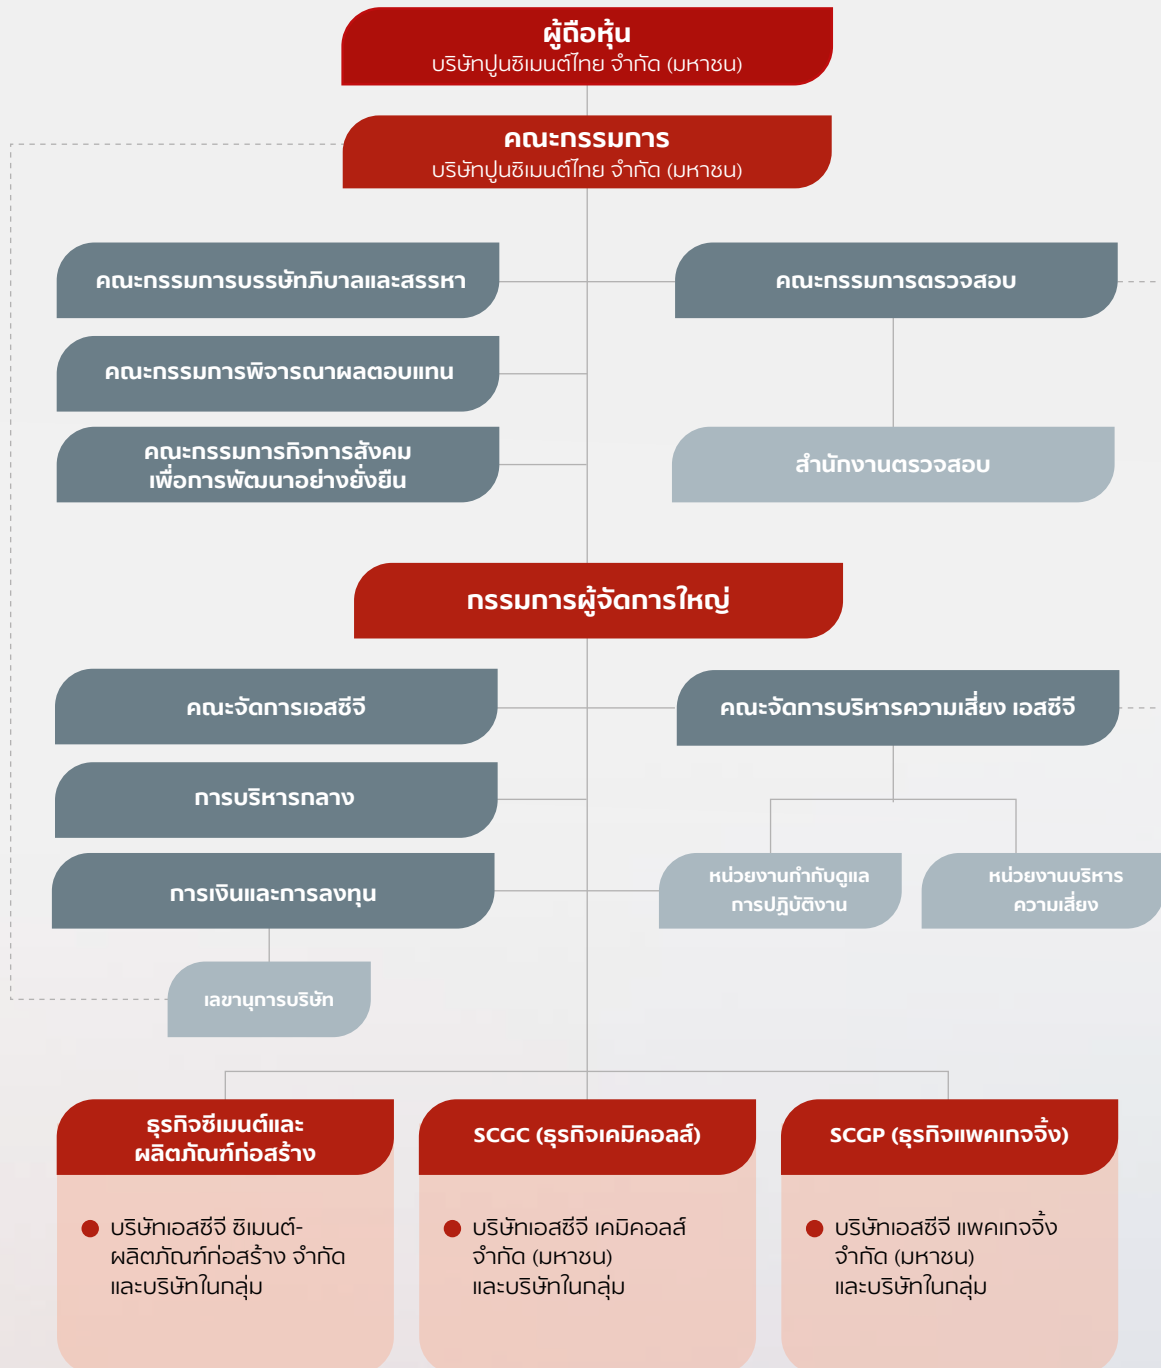 ผู้ถือหุ้น
บริษัทปูนซิเมนต์ไทย จำกัด (มหาชน)
คณะกรรมการ
บริษัทปูนซิเมนต์ไทย จำกัด (มหาชน)
คณะกรรมการบรรษัทภิบาลและสรรหา
คณะกรรมการตรวจสอบ
คณะกรรมการพิจารณาผลตอบแทน
คณะกรรมการกิจการสังคม
เพื่อการพัฒนาอย่างยั่งยืน
สำนักงานตรวจสอบ
กรรมการผู้จัดการใหญ่
คณะจัดการเอสซีจี
คณะจัดการบริหารความเสี่ยง เอสซีจี
การบริหารกลาง
การเงินและการลงทุน
หน่วยงานกำกับดูแล
การปฏิบัติงาน
หน่วยงานบริหาร
ความเสี่ยง
เลขานุการบริษัท
ธุรกิจซีเมนต์และ
ผลิตภัณฑ์ก่อสร้าง
SCGC (ธุรกิจเคมิคอลส์)
SCGP (ธุรกิจแพคเกจจิ้ง)
บริษัทเอสซีจี ซิเมนต์-
ผลิตภัณฑ์ก่อสร้าง จำกัด
และบริษัทในกลุ่ม
บริษัทเอสซีจี เคมิคอลส์
จำกัด (มหาชน)
และบริษัทในกลุ่ม
บริษัทเอสซีจี แพคเกจจิ้ง
จำกัด (มหาชน)
และบริษัทในกลุ่ม